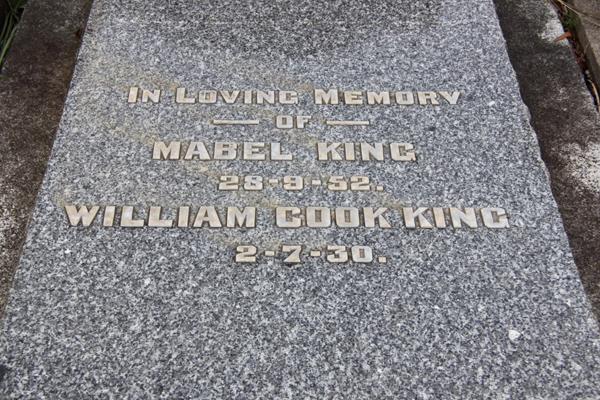 IN LOVING MEMORY
— OF —
MABEL KING
28-9-52.
WILLIAM COOK KING
2-7-30.